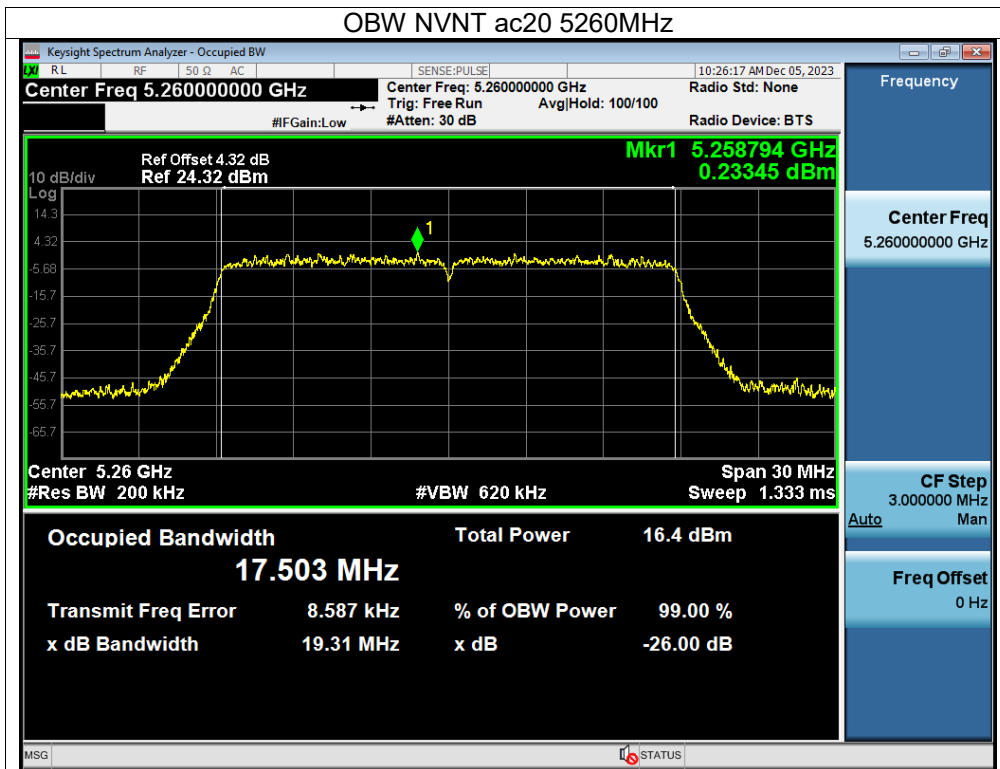 OBW NVNT ac20 5260MHz
Keysight Spectrum Analyzer - Occupied BW
LXI RL RF 50 Ω AC SENSE:PULSE 10:26:17 AM Dec 05, 2023
Center Freq 5.260000000 GHz Center Freq: 5.260000000 GHz Radio Std: None
Trig: Free Run Avg|Hold: 100/100
#IFGain:Low #Atten: 30 dB Radio Device: BTS
Frequency
Mkr1 5.258794 GHz
0.23345 dBm
Ref Offset 4.32 dB
10 dB/div Ref 24.32 dBm
Log
14.3
4.32
-5.68
-15.7
-25.7
-35.7
-45.7
-55.7
-65.7
1
Center 5.26 GHz Span 30 MHz
#Res BW 200 kHz #VBW 620 kHz Sweep 1.333 ms
Occupied Bandwidth Total Power 16.4 dBm
17.503 MHz
Transmit Freq Error 8.587 kHz % of OBW Power 99.00 %
x dB Bandwidth 19.31 MHz x dB -26.00 dB
Center Freq
5.260000000 GHz
CF Step
3.000000 MHz
Auto Man
Freq Offset
0 Hz
MSG STATUS